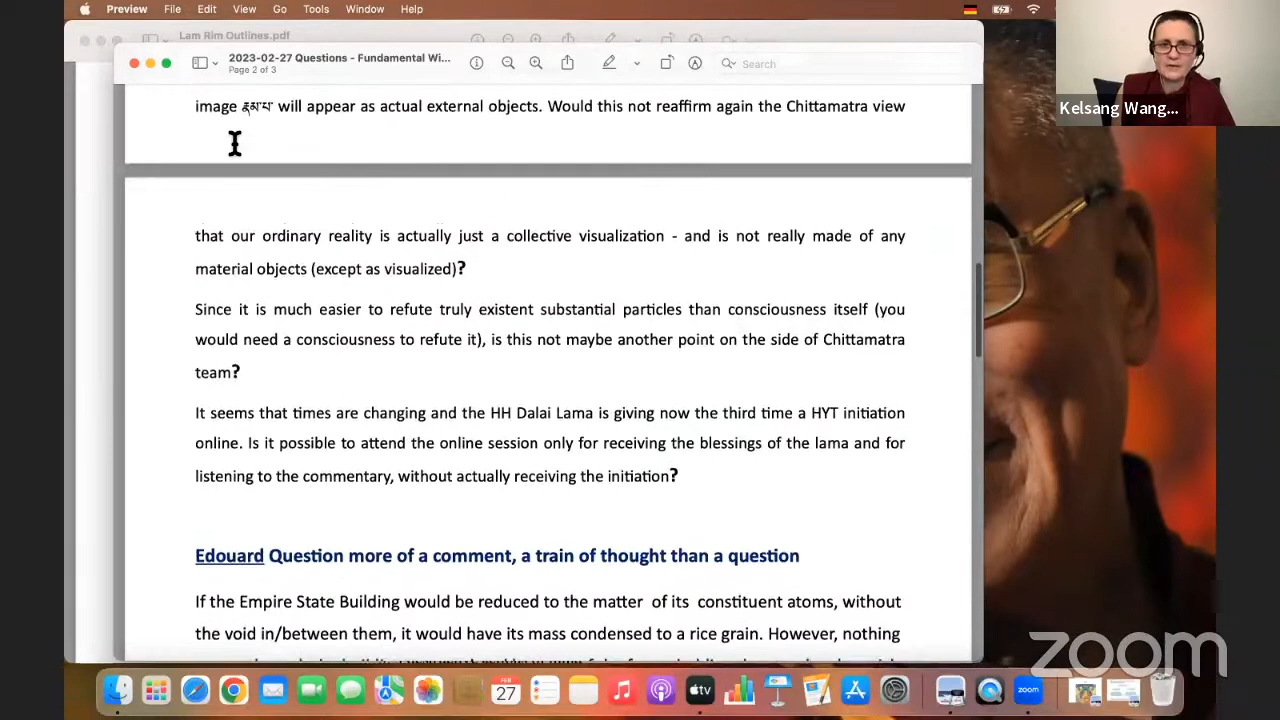 Preview File Edit View Go Tools Window Help
Lam Rim Outlines.pdf
2023-02-27 Questions - Fundamental Wi...
Page 2 of 3
Search
Kelsang Wang...
image རྣམ་པ་ will appear as actual external objects. Would this not reaffirm again the Chittamatra view
that our ordinary reality is actually just a collective visualization - and is not really made of any
material objects (except as visualized)?
Since it is much easier to refute truly existent substantial particles than consciousness itself (you
would need a consciousness to refute it), is this not maybe another point on the side of Chittamatra
team?
It seems that times are changing and the HH Dalai Lama is giving now the third time a HYT initiation
online. Is it possible to attend the online session only for receiving the blessings of the lama and for
listening to the commentary, without actually receiving the initiation?
Edouard Question more of a comment, a train of thought than a question
If the Empire State Building would be reduced to the matter of its constituent atoms, without
the void in/between them, it would have its mass condensed to a rice grain. However, nothing
zoom
FEB
27
tv
zoom